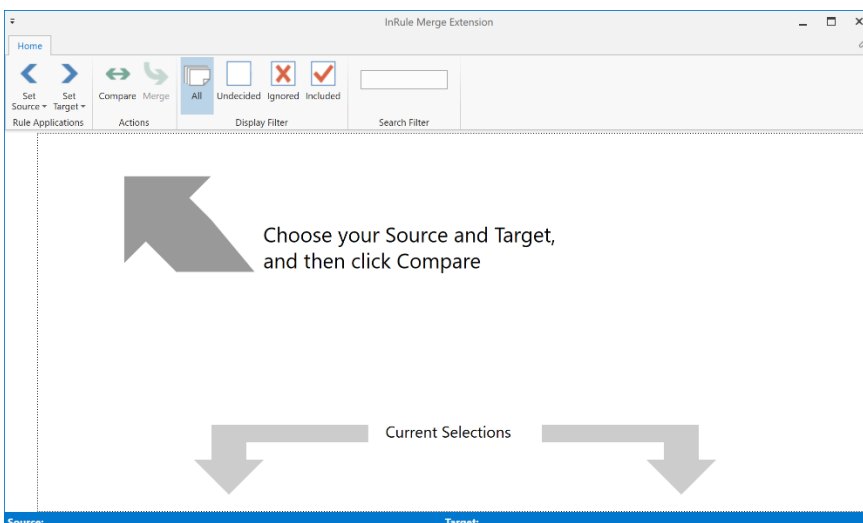 InRule Merge Extension
Home
Set Source Set Target Compare Merge All Undecided Ignored Included
Rule Applications Actions Display Filter Search Filter
Choose your Source and Target,
and then click Compare
Current Selections
Source: Target: